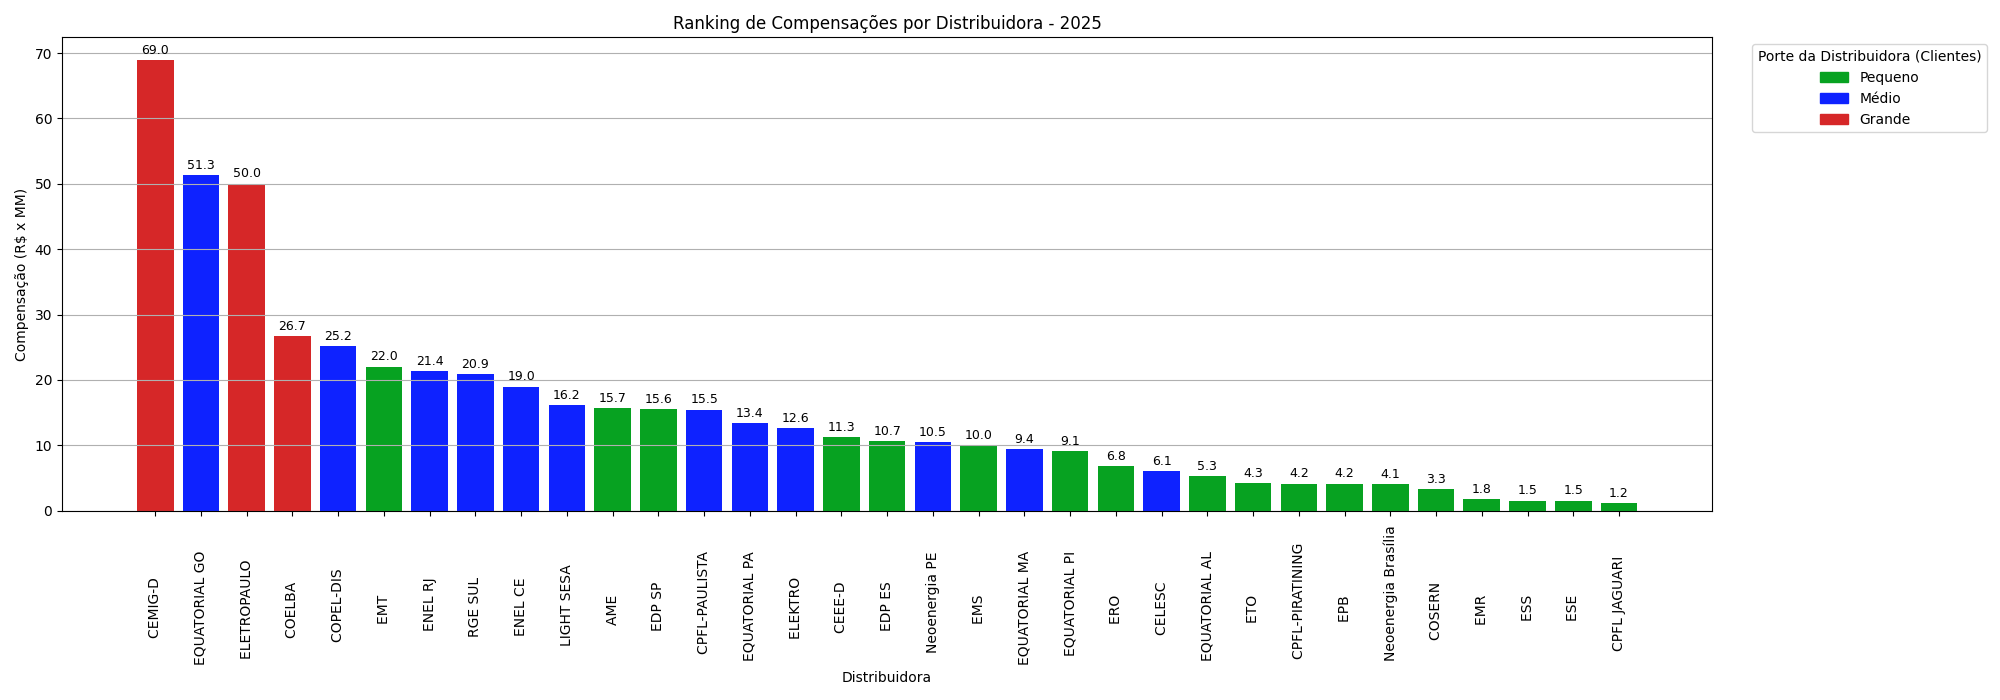 Ranking de Compensações por Distribuidora - 2025
Porte da Distribuidora (Clientes)
Pequeno
Médio
Grande
Compensação (R$ x MM)
70
60
50
40
30
20
10
0
69.0
51.3
50.0
26.7
25.2
22.0
21.4
20.9
19.0
16.2
15.7
15.6
15.5
13.4
12.6
11.3
10.7
10.5
10.0
9.4
9.1
6.8
6.1
5.3
4.3
4.2
4.2
4.1
3.3
1.8
1.5
1.5
1.2
CEMIG-D
EQUATORIAL GO
ELETROPAULO
COELBA
COPEL-DIS
EMT
ENEL RJ
RGE SUL
ENEL CE
LIGHT SESA
AME
EDP SP
CPFL-PAULISTA
EQUATORIAL PA
ELEKTRO
CEEE-D
EDP ES
Neoenergia PE
EMS
EQUATORIAL MA
EQUATORIAL PI
ERO
CELESC
EQUATORIAL AL
ETO
CPFL-PIRATINING
EPB
Neoenergia Brasília
COSERN
EMR
ESS
ESE
CPFL JAGUARI
Distribuidora